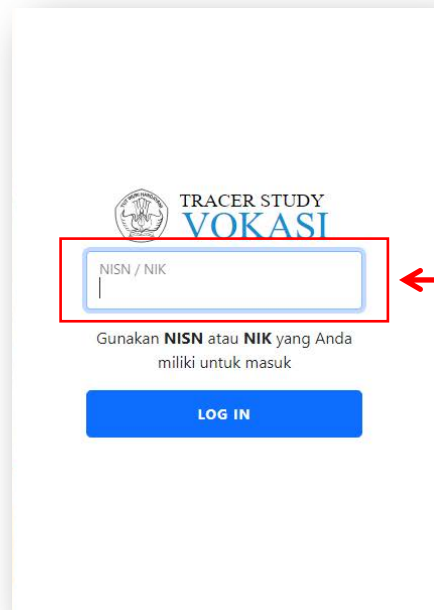 TRACER STUDY
VOKASI
NISN / NIK
Gunakan NISN atau NIK yang Anda
miliki untuk masuk
LOG IN